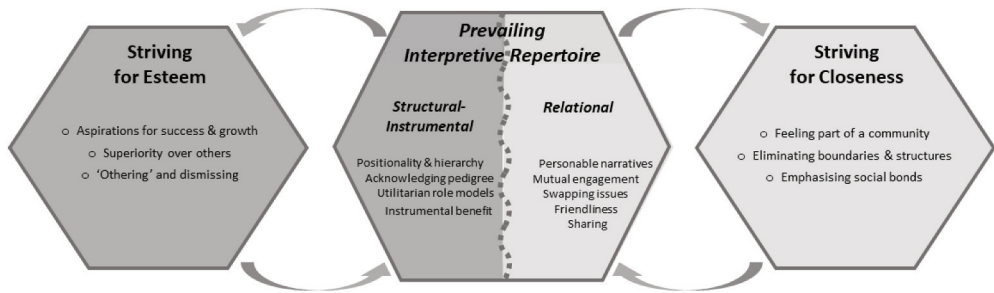 Striving
for Esteem
o Aspirations for success & growth
o Superiority over others
o 'Othering' and dismissing
Prevailing
Interpretive Repertoire
Structural-
Instrumental
Positionality & hierarchy
Acknowledging pedigree
Utilitarian role models
Instrumental benefit
Relational
Personable narratives
Mutual engagement
Swapping issues
Friendliness
Sharing
Striving
for Closeness
o Feeling part of a community
o Eliminating boundaries & structures
o Emphasising social bonds